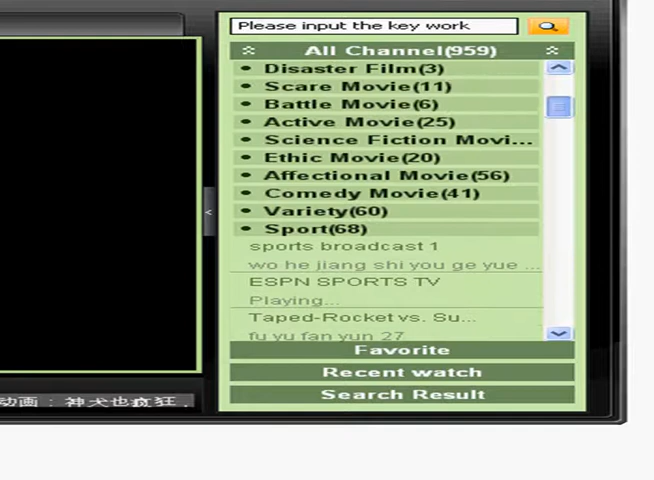 Please input the key work
All Channel(959)
Disaster Film(3)
Scare Movie(11)
Battle Movie(6)
Active Movie(25)
Science Fiction Movi...
Ethic Movie(20)
Affectional Movie(56)
Comedy Movie(41)
Variety(60)
Sport(68)
sports broadcast 1
wo he jiang shi you ge yue ...
ESPN SPORTS TV
Playing...
Taped-Rocket vs. Su...
fu yu fan yun 27
Favorite
Recent watch
Search Result
动画：神犬也疯狂.